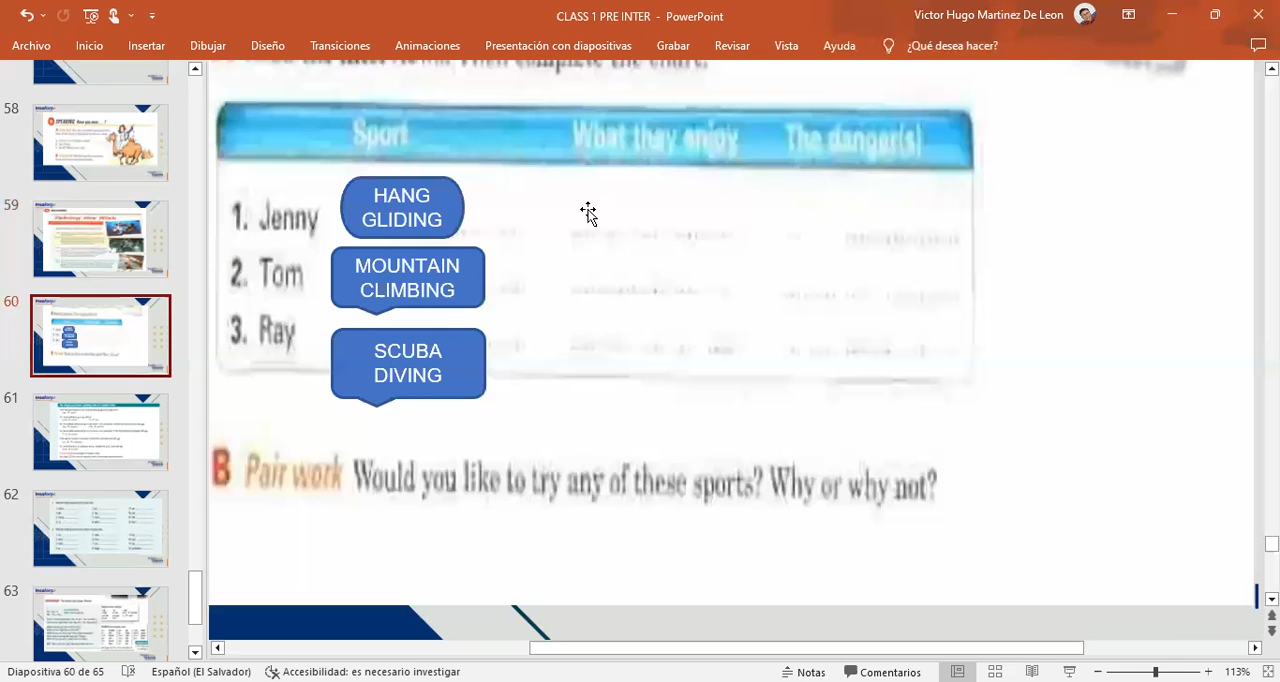 CLASS 1 PRE INTER - PowerPoint
Victor Hugo Martinez De Leon
Archivo Inicio Insertar Dibujar Diseño Transiciones Animaciones Presentación con diapositivas Grabar Revisar Vista Ayuda ¿Qué desea hacer?
Then complete the chart.
Sport What they enjoy The danger(s)
1. Jenny
HANG
GLIDING
2. Tom
MOUNTAIN
CLIMBING
3. Ray
SCUBA
DIVING
B Pair work Would you like to try any of these sports? Why or why not?
58
59
60
61
62
63
Diapositiva 60 de 65 Español (El Salvador) Accesibilidad: es necesario investigar Notas Comentarios 113%